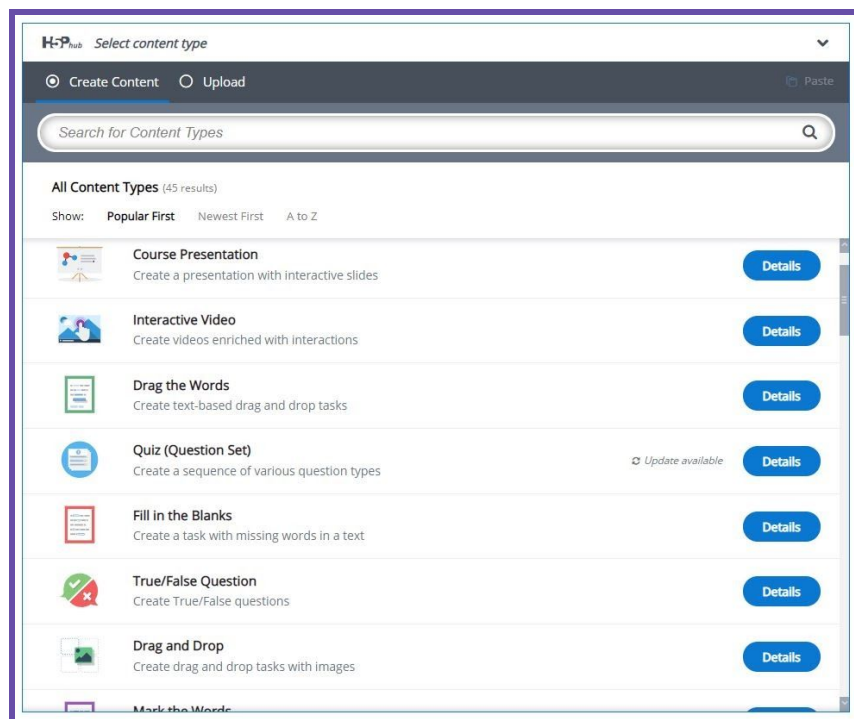 H5P hub Select content type
Create Content Upload Paste
Search for Content Types
All Content Types (45 results)
Show: Popular First Newest First A to Z
Course Presentation
Create a presentation with interactive slides
Details
Interactive Video
Create videos enriched with interactions
Details
Drag the Words
Create text-based drag and drop tasks
Details
Quiz (Question Set)
Create a sequence of various question types
Update available Details
Fill in the Blanks
Create a task with missing words in a text
Details
True/False Question
Create True/False questions
Details
Drag and Drop
Create drag and drop tasks with images
Details
Mark the Words